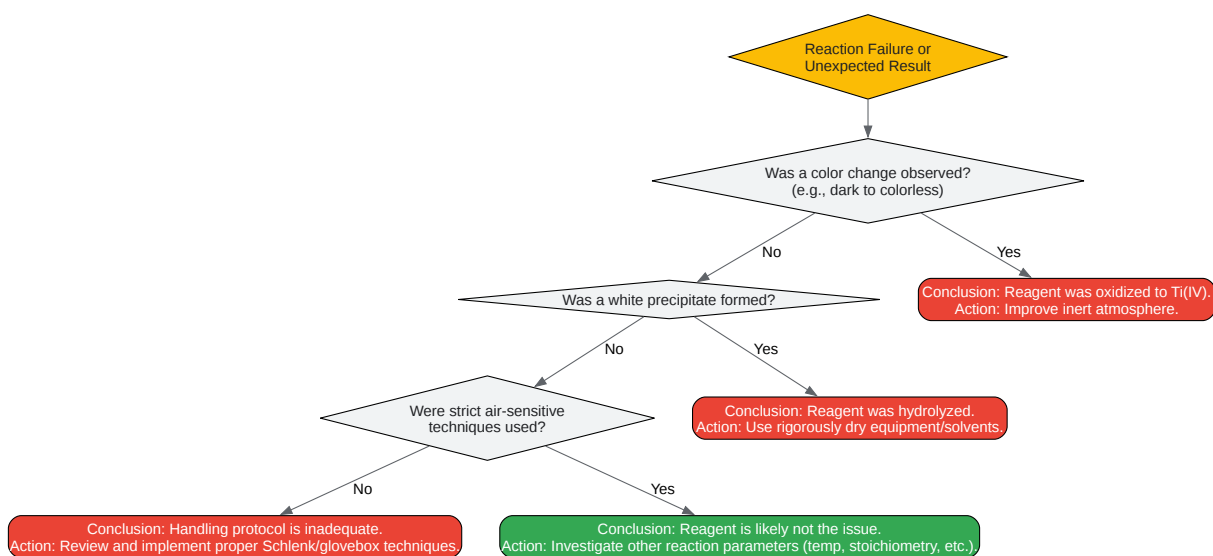 Reaction Failure or
Unexpected Result
Was a color change observed?
(e.g., dark to colorless)
No
Yes
Was a white precipitate formed?
Conclusion: Reagent was oxidized to Ti(IV).
Action: Improve inert atmosphere.
No
Yes
Were strict air-sensitive
techniques used?
Conclusion: Reagent was hydrolyzed.
Action: Use rigorously dry equipment/solvents.
No
Yes
Conclusion: Handling protocol is inadequate.
Action: Review and implement proper Schlenk/glovebox techniques.
Conclusion: Reagent is likely not the issue.
Action: Investigate other reaction parameters (temp, stoichiometry, etc.).